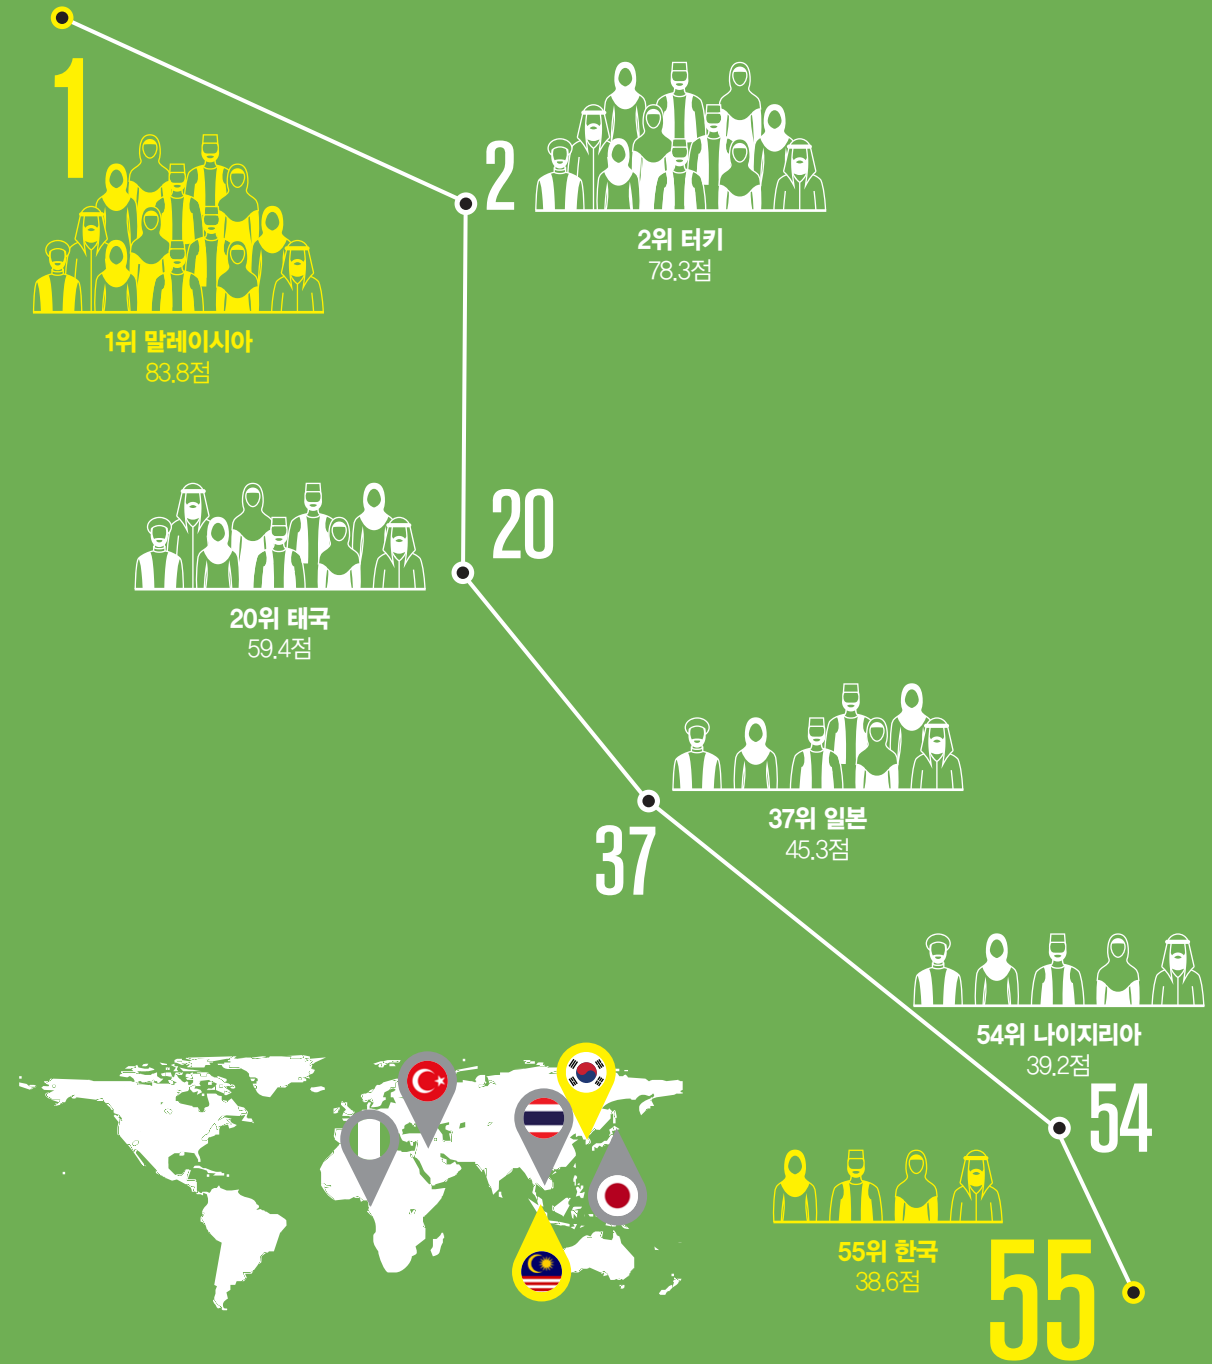 1
1위 말레이시아
83.8점
2
2위 터키
78.3점
20
20위 태국
59.4점
37
37위 일본
45.3점
54위 나이지리아
39.2점
54
55위 한국
38.6점
55